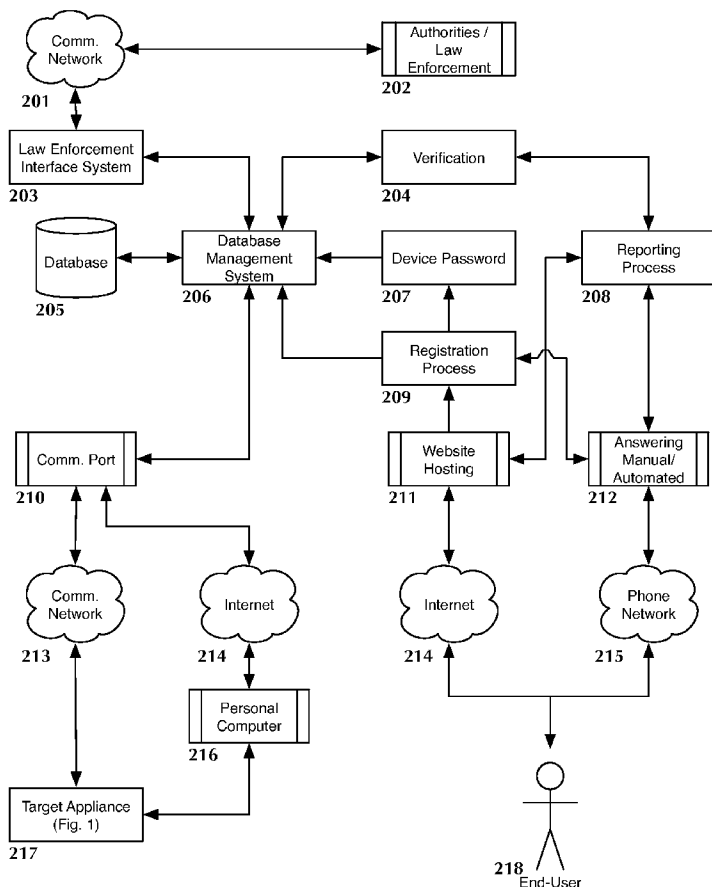 Comm.
Network
201
Authorities /
Law
Enforcement
202
Law Enforcement
Interface System
203
Verification
204
Database
205
Database
Management
System
206
Device Password
207
Reporting
Process
208
Registration
Process
209
Comm. Port
210
Website
Hosting
211
Answering
Manual/
Automated
212
Comm.
Network
213
Internet
214
Internet
214
Phone
Network
215
Personal
Computer
216
Target Appliance
(Fig. 1)
217
218
End-User